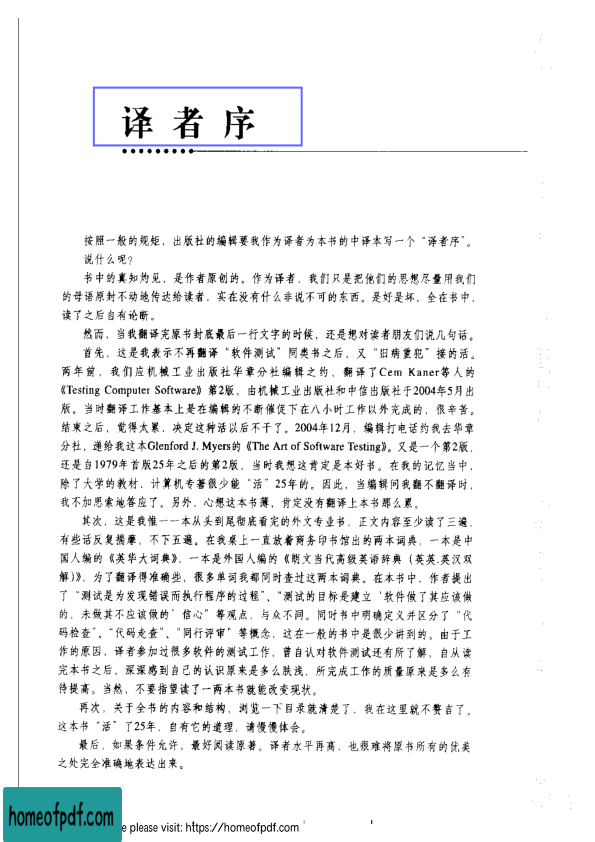 译者序
按照一般的规矩，出版社的编辑要我作为译者为本书的中译本写一个“译者序”。
说什么呢？
书中的真知灼见，是作者原创的。作为译者，我们只是把他们的思想尽量用我们
的母语原封不动地传达给读者，实在没有什么非说不可的东西。是好是坏，全在书中，
读了之后自有论断。
然而，当我翻译完原书封底最后一行文字的时候，还是想对读者朋友们说几句话。
首先，这是我表示不再翻译“软件测试”同类书之后，又“旧病重犯”接的活。
两年前，我们应机械工业出版社华章分社编辑之约，翻译了Cem Kaner等人的
《Testing Computer Software》第2版，由机械工业出版社和中信出版社于2004年5月出
版。当时翻译工作基本上是在编辑的不断催促下在八小时工作以外完成的，很辛苦。
结束之后，觉得太累，决定这种活以后不干了。2004年12月，编辑打电话约我去华章
分社，递给我这本Glenford J. Myers的《The Art of Software Testing》。又是一个第2版，
还是自1979年首版25年之后的第2版，当时我想这肯定是本好书。在我的记忆当中，
除了大学的教材，计算机专著很少能“活”25年的。因此，当编辑问我翻不翻译时，
我不加思索地答应了。另外，心想这本书薄，肯定没有翻译上本书那么累。
其次，这是我惟一一本从头到尾彻底看完的外文专业书，正文内容至少读了三遍，
有些话反复揣摩，不下五遍。在我桌上一直放着商务印书馆出的两本词典，一本是中
国人编的《英华大词典》，一本是外国人编的《朗文当代高级英语辞典（英英.英汉双
解）》，为了翻译得准确些，很多单词我都同时查过这两本词典。在本书中，作者提出
了“测试是为发现错误而执行程序的过程”、“测试的目标是建立‘软件做了其应该做
的，未做其不应该做的’信心”等观点，与众不同。同时书中明确定义并区分了“代
码检查”、“代码走查”、“同行评审”等概念，这在一般的书中是很少讲到的。由于工
作的原因，译者参加过很多软件的测试工作，曾自认对软件测试还有所了解，自从读
完本书之后，深深感到自己的认识原来是多么肤浅，所完成工作的质量原来是多么有
待提高。当然，不要指望读了一两本书就能改变现状。
再次，关于全书的内容和结构，浏览一下目录就清楚了，我在这里就不赘言了。
这本书“活”了25年，自有它的道理，请慢慢体会。
最后，如果条件允许，最好阅读原著。译者水平再高，也很难将原书所有的优美
之处完全准确地表达出来。
homeofpdf.com
e please visit: https://homeofpdf.com